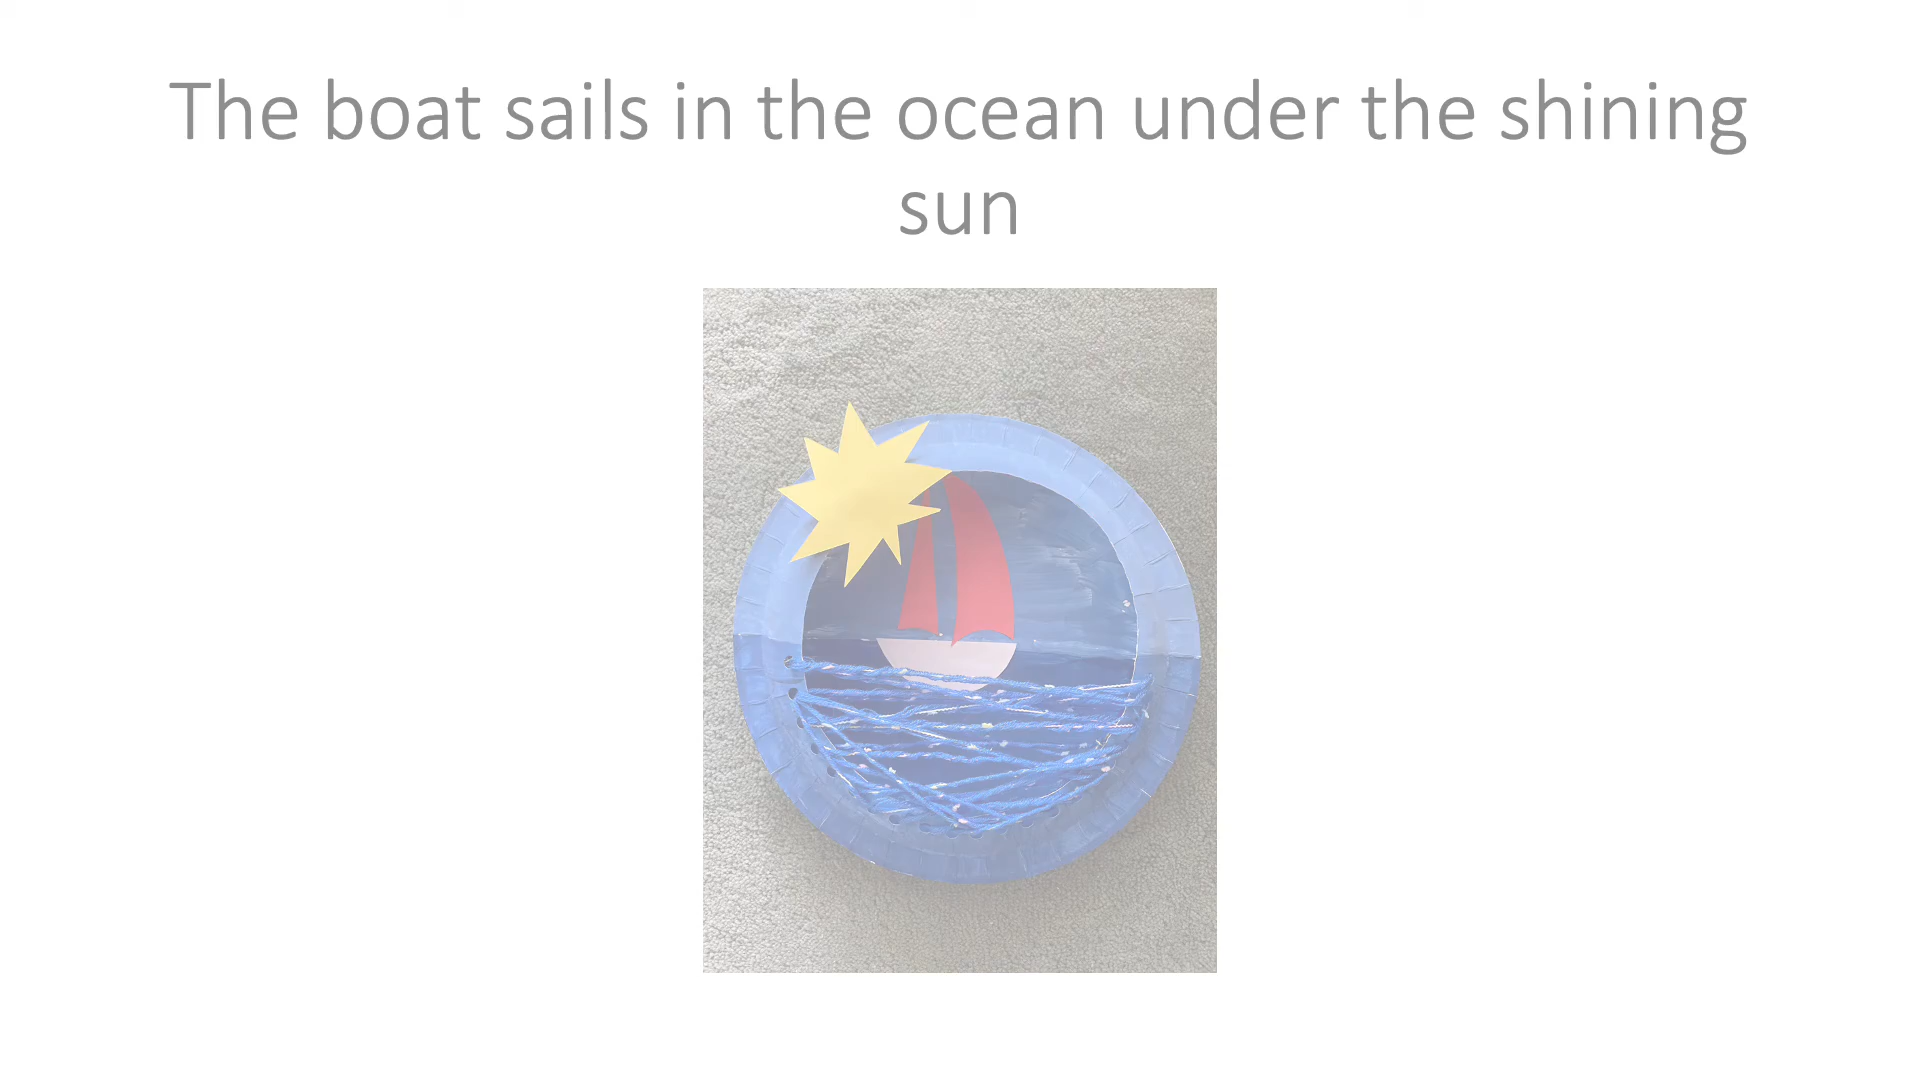 The boat sails in the ocean under the shining
sun